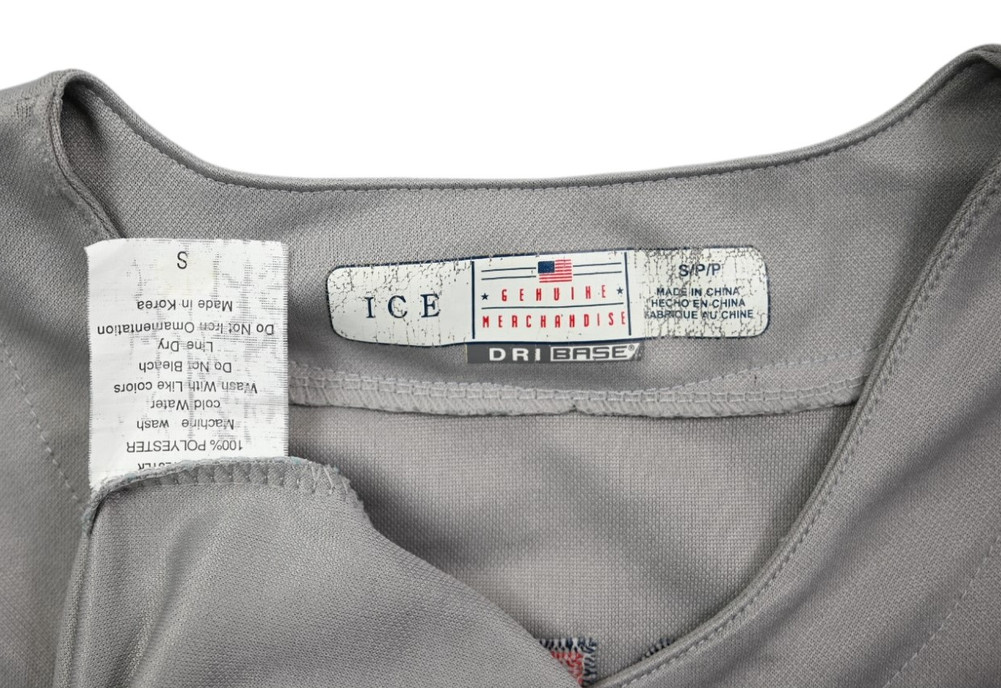 ICE
GENUINE
MERCHANDISE
DRI BASE
S/P/P
MADE IN CHINA
HECHO EN CHINA
FABRIQUE AU CHINE
100% POLYESTER
Machine wash
cold Water
Wash With Like colors
Do Not Bleach
Line Dry
Do Not Iron Ornamentation
Made in Korea
S